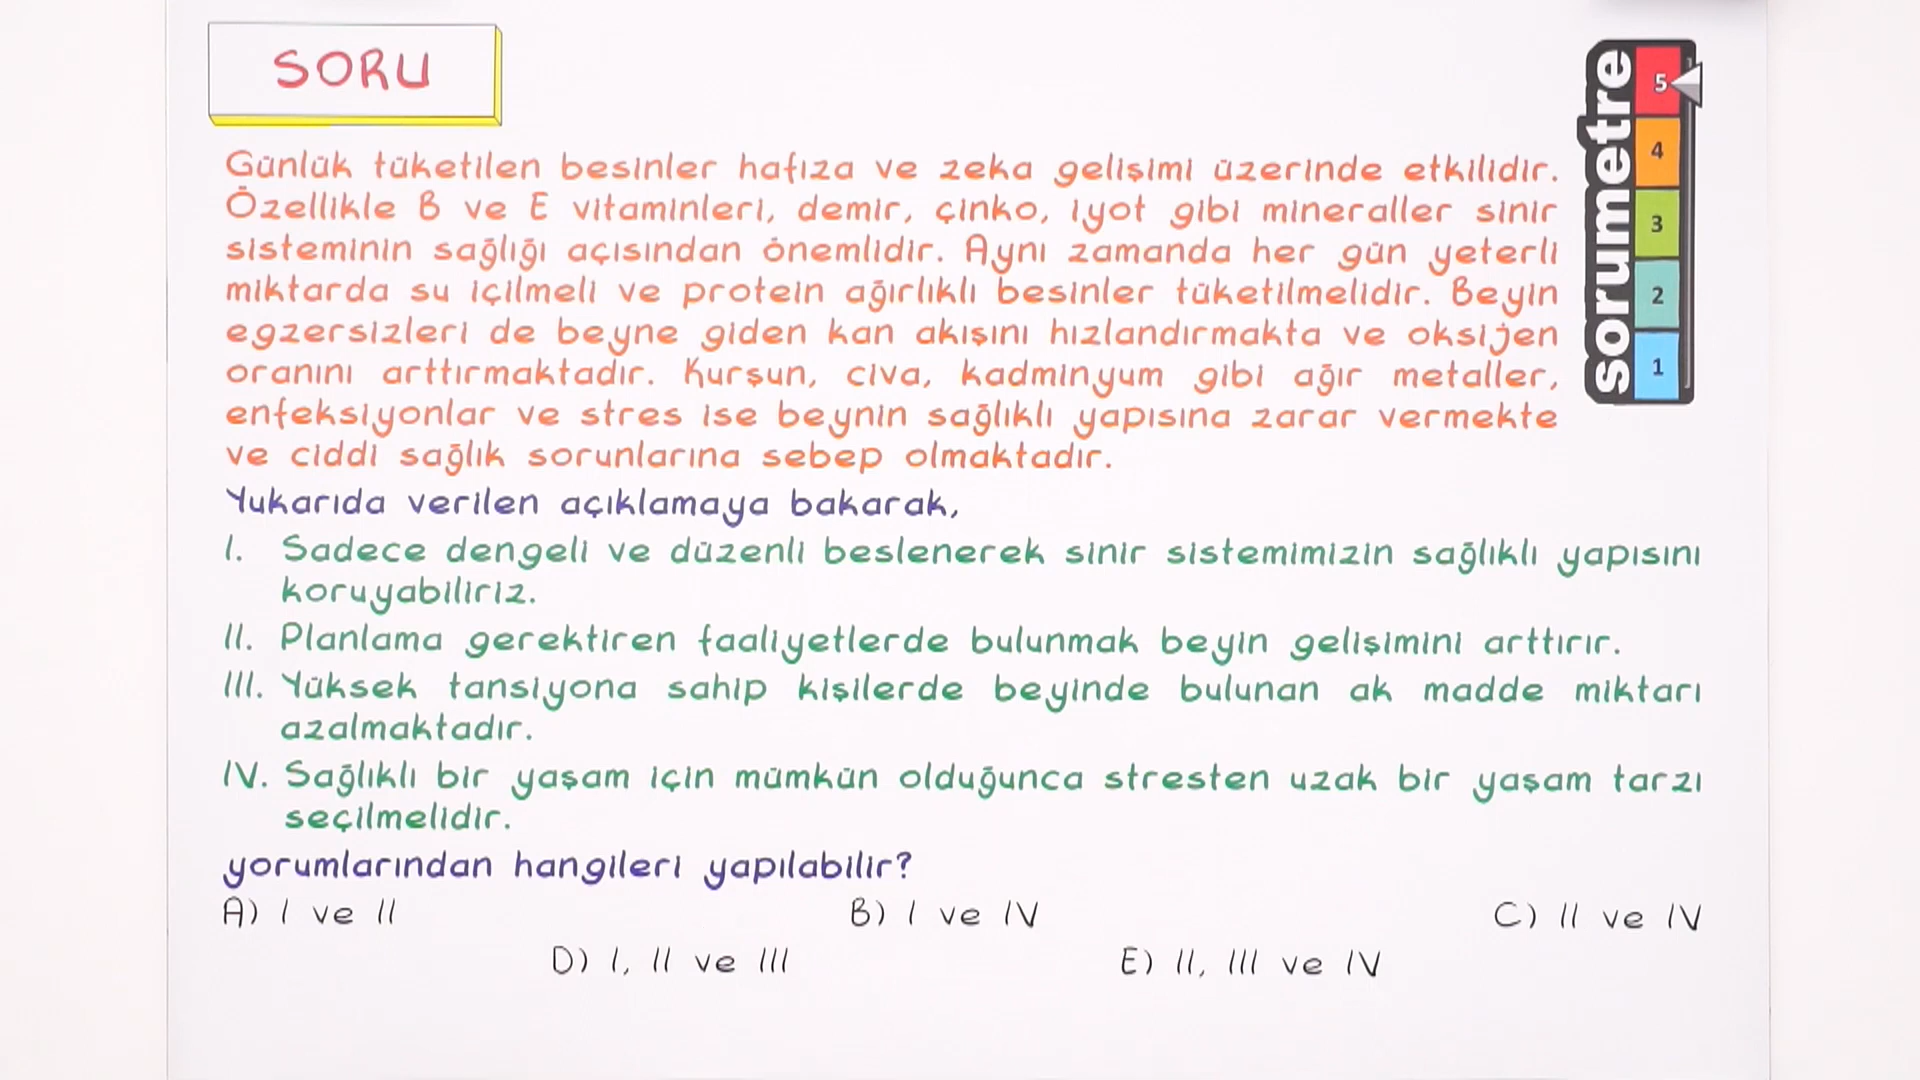 SORU
Günlük tüketilen besinler hafıza ve zeka gelişimi üzerinde etkilidir.
Özellikle B ve E vitaminleri, demir, çinko, iyot gibi mineraller sinir
sisteminin sağlığı açısından önemlidir. Aynı zamanda her gün yeterli
miktarda su içilmeli ve protein ağırlıklı besinler tüketilmelidir. Beyin
egzersizleri de beyne giden kan akışını hızlandırmakta ve oksijen
oranını arttırmaktadır. Kurşun, civa, kadminyum gibi ağır metaller,
enfeksiyonlar ve stres ise beynin sağlıklı yapısına zarar vermekte
ve ciddi sağlık sorunlarına sebep olmaktadır.
Yukarıda verilen açıklamaya bakarak,
I. Sadece dengeli ve düzenli beslenerek sinir sistemimizin sağlıklı yapısını
koruyabiliriz.
II. Planlama gerektiren faaliyetlerde bulunmak beyin gelişimini arttırır.
III. Yüksek tansiyona sahip kişilerde beyinde bulunan ak madde miktarı
azalmaktadır.
IV. Sağlıklı bir yaşam için mümkün olduğunca stresten uzak bir yaşam tarzı
seçilmelidir.
yorumlarından hangileri yapılabilir?
A) I ve II
B) I ve IV
C) II ve IV
D) I, II ve III
E) II, III ve IV
sorumetre
5
4
3
2
1